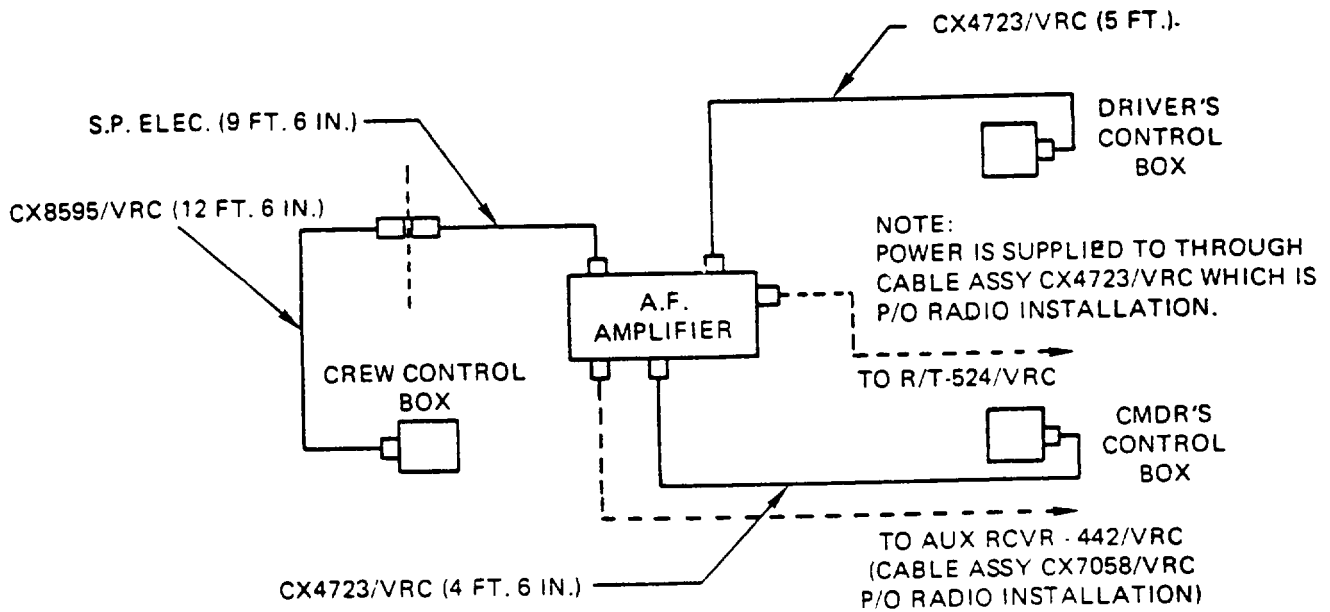 CX4723/VRC (5 FT.).
S.P. ELEC. (9 FT. 6 IN.)
DRIVER'S
CONTROL
BOX
CX8595/VRC (12 FT. 6 IN.)
NOTE:
POWER IS SUPPLIED TO THROUGH
CABLE ASSY CX4723/VRC WHICH IS
P/O RADIO INSTALLATION.
A.F.
AMPLIFIER
TO R/T-524/VRC
CREW CONTROL
BOX
CMDR'S
CONTROL
BOX
TO AUX RCVR - 442/VRC
(CABLE ASSY CX7058/VRC
P/O RADIO INSTALLATION)
CX4723/VRC (4 FT. 6 IN.)